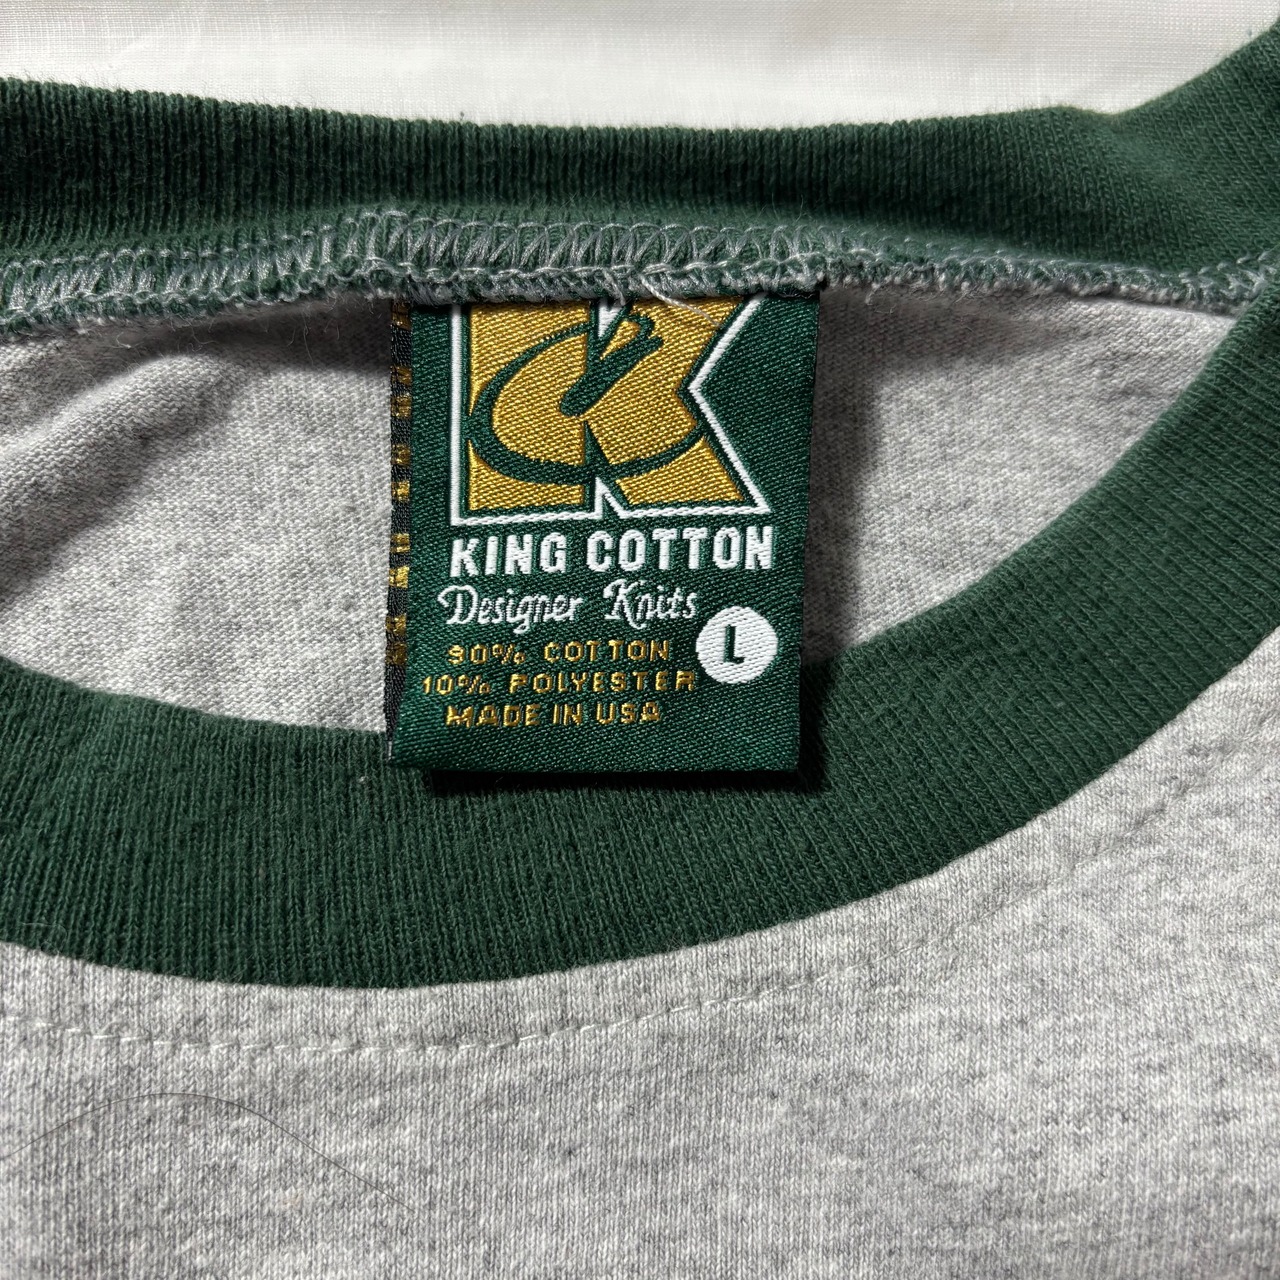 K
KING COTTON
Designer Knits
L
90% COTTON
10% POLYESTER
MADE IN USA